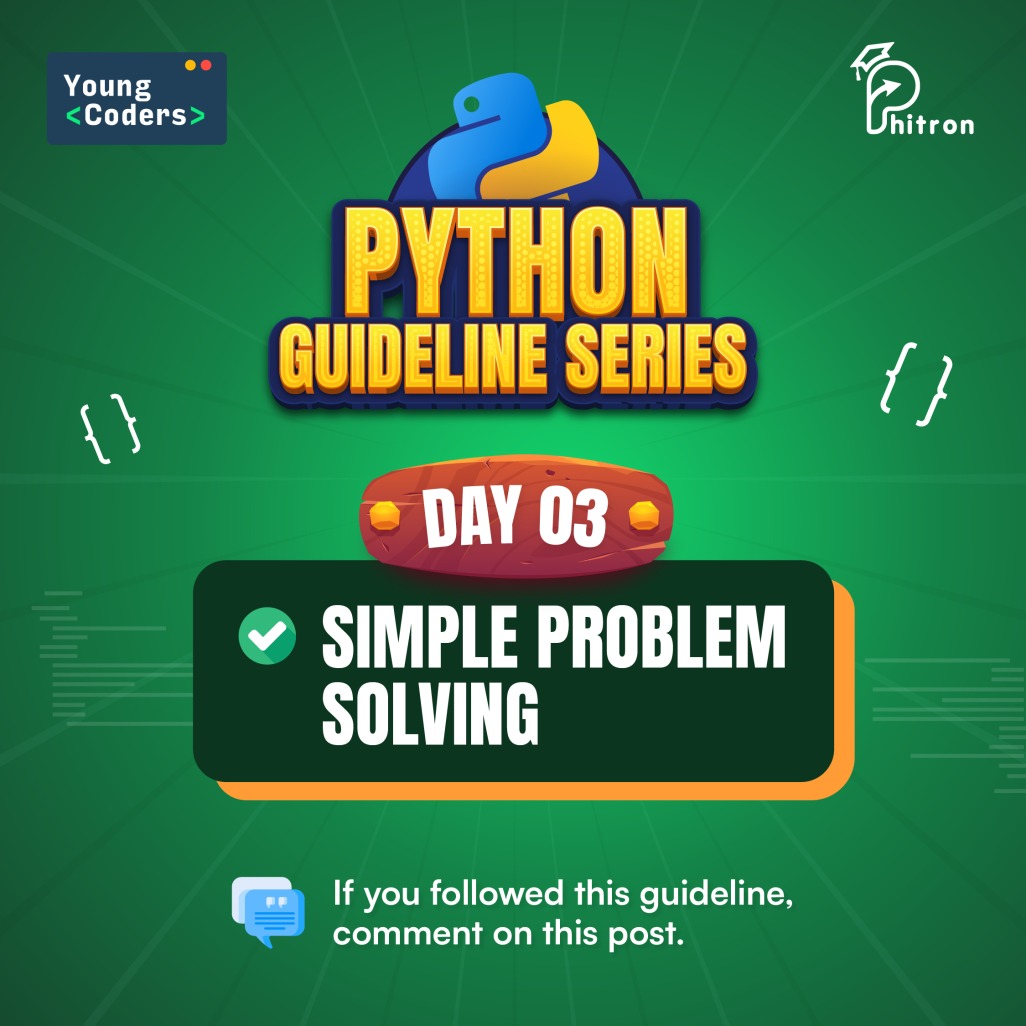 Young
<Coders>
Phitron
PYTHON
GUIDELINE SERIES
{ }
{ }
DAY 03
SIMPLE PROBLEM
SOLVING
If you followed this guideline,
comment on this post.